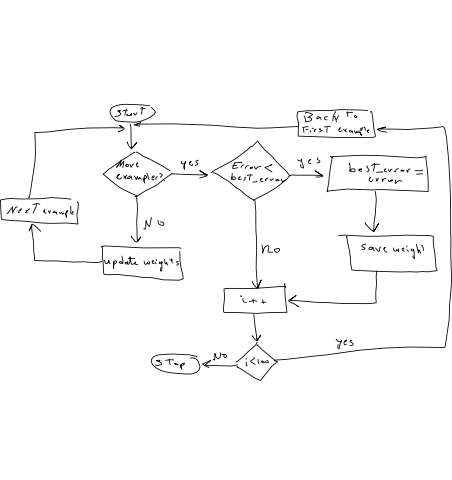 Start
Back to
First example
More
examples?
yes
Error <
best_error
yes
best_error =
error
Next example
No
update weights
no
save weight
i++
Stop
No
i<100
yes